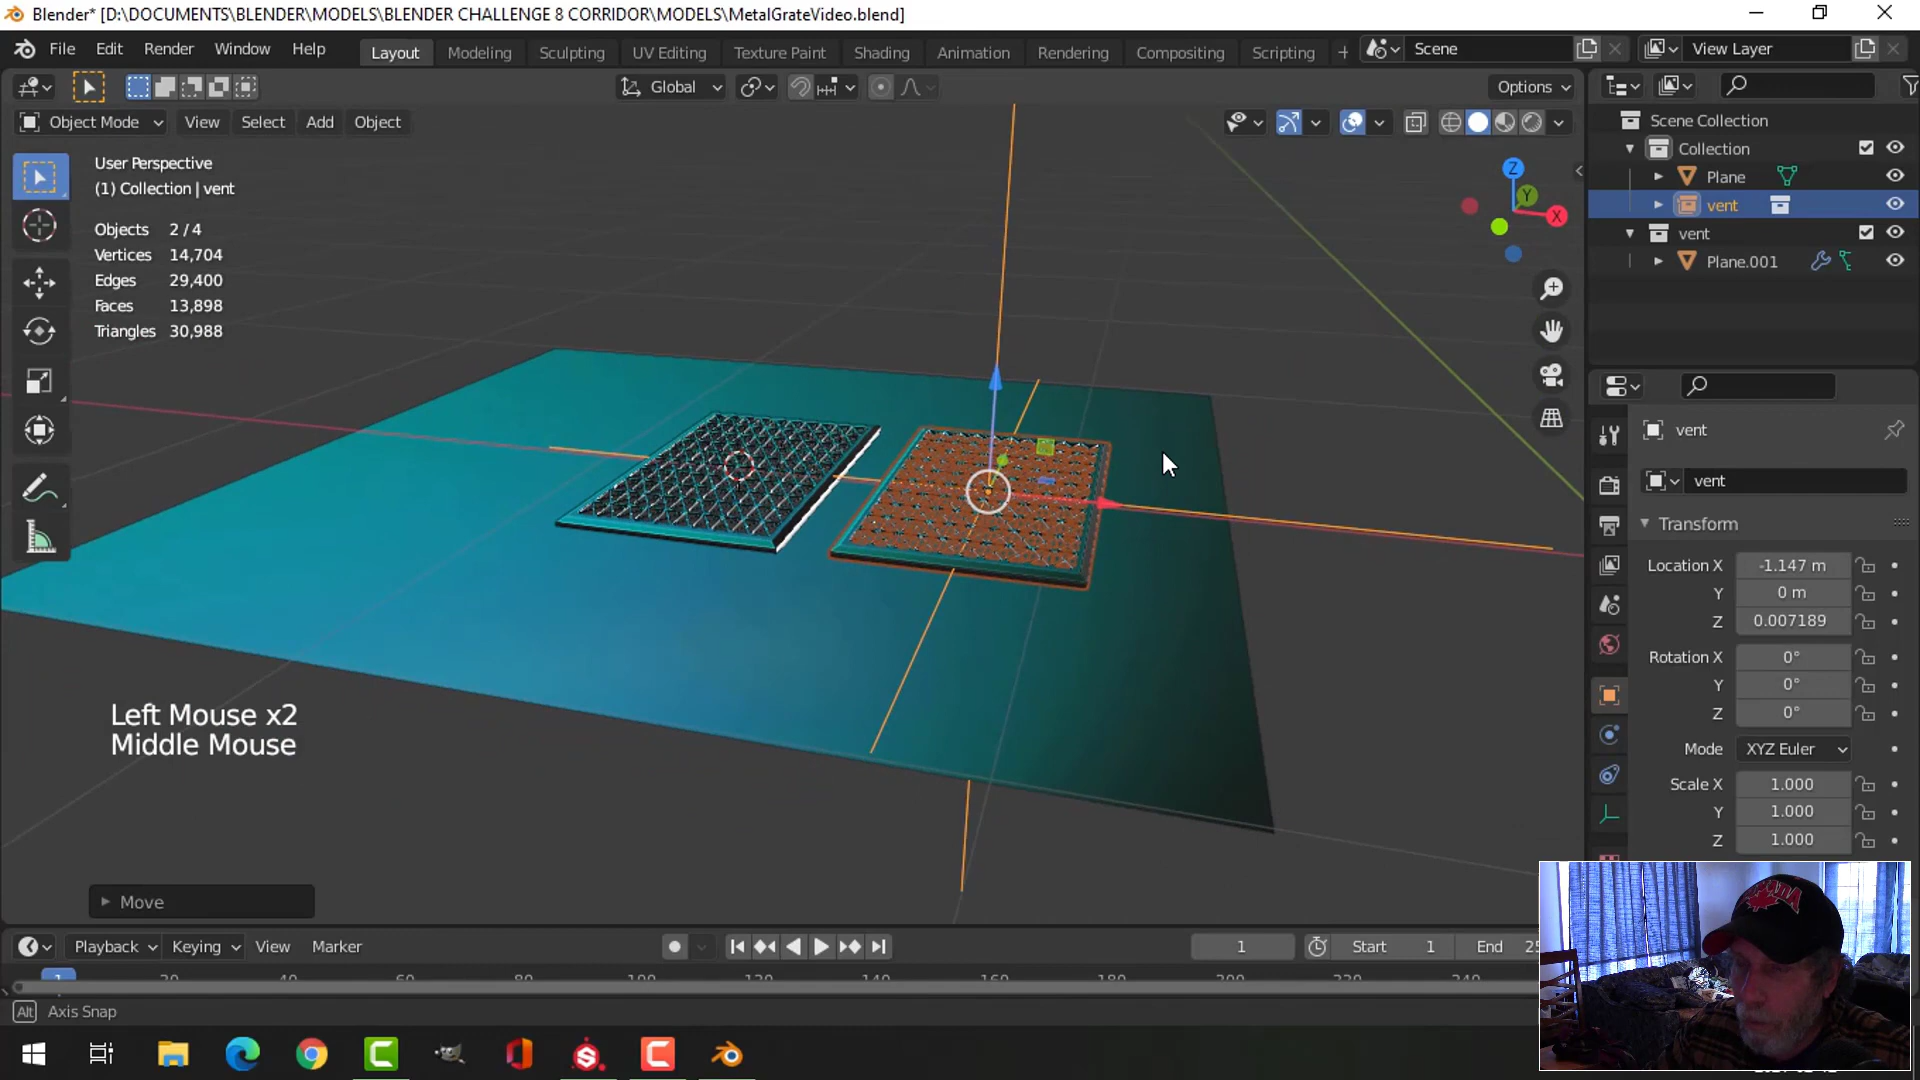 Blender* [D:\DOCUMENTS\BLENDER\MODELS\BLENDER CHALLENGE 8 CORRIDOR\MODELS\MetalGrateVideo.blend]
File Edit Render Window Help Layout Modeling Sculpting UV Editing Texture Paint Shading Animation Rendering Compositing Scripting + Scene View Layer
Global Options
Object Mode View Select Add Object
User Perspective
(1) Collection | vent
Objects 2 / 4
Vertices 14,704
Edges 29,400
Faces 13,898
Triangles 30,988
Z
Y
X
Left Mouse x2
Middle Mouse
Move
Scene Collection
Collection
Plane
vent
vent
Plane.001
vent
vent
Transform
Location X -1.147 m
Y 0 m
Z 0.007189
Rotation X 0°
Y 0°
Z 0°
Mode XYZ Euler
Scale X 1.000
Y 1.000
Z 1.000
Playback Keying View Marker 1 Start 1 End
1
Alt Axis Snap